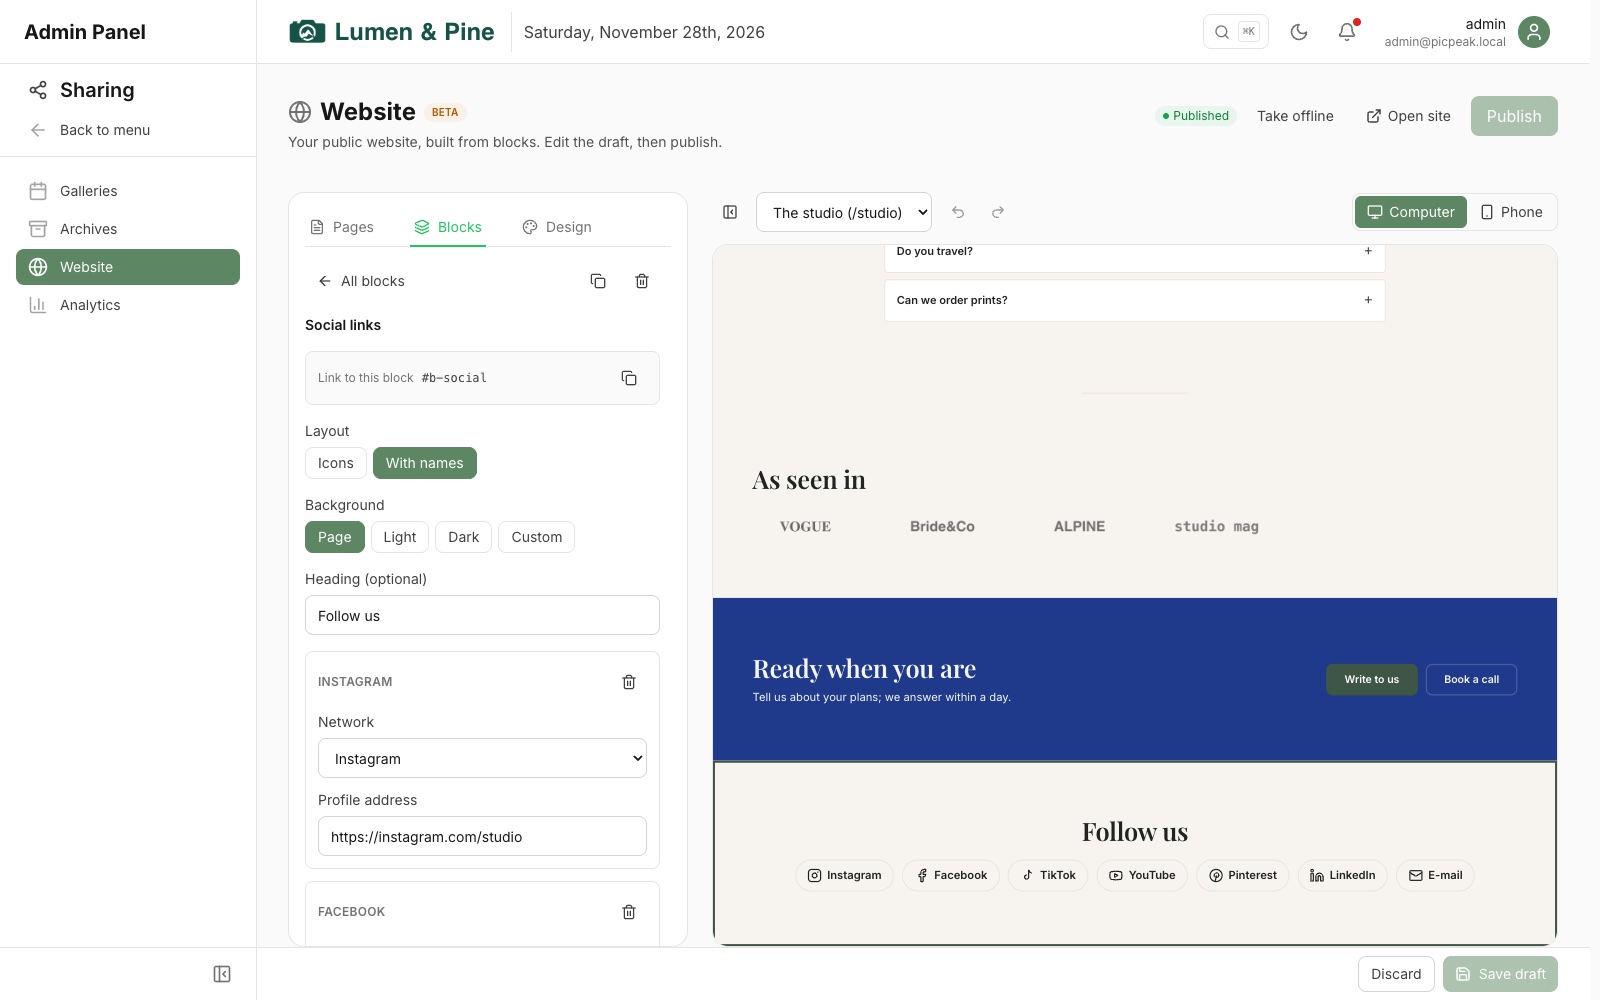 Admin Panel
Lumen & Pine
Saturday, November 28th, 2026
⌘K
admin
admin@picpeak.local
Sharing
Back to menu
Galleries
Archives
Website
Analytics
Website BETA
Your public website, built from blocks. Edit the draft, then publish.
Published
Take offline
Open site
Publish
Pages
Blocks
Design
All blocks
Social links
Link to this block #b-social
Layout
Icons
With names
Background
Page
Light
Dark
Custom
Heading (optional)
Follow us
INSTAGRAM
Network
Instagram
Profile address
https://instagram.com/studio
FACEBOOK
The studio (/studio)
Computer
Phone
Do you travel? +
Can we order prints? +
As seen in
VOGUE
Bride&Co
ALPINE
studio mag
Ready when you are
Tell us about your plans; we answer within a day.
Write to us
Book a call
Follow us
Instagram
Facebook
TikTok
YouTube
Pinterest
LinkedIn
E-mail
Discard
Save draft